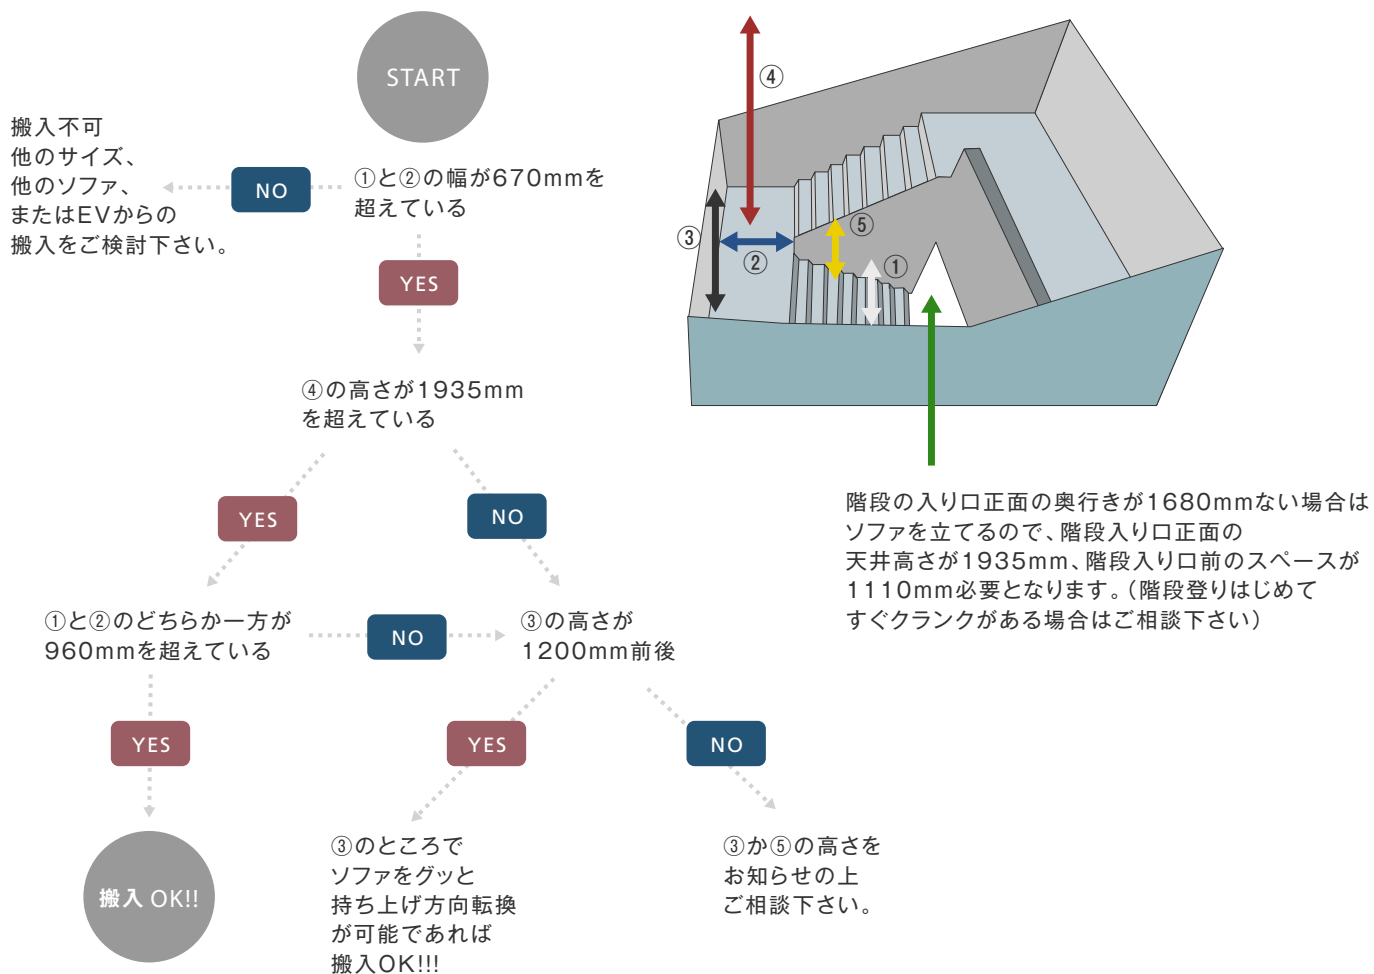 START
①と②の幅が670mmを
超えている
NO
搬入不可
他のサイズ、
他のソファ、
またはEVからの
搬入をご検討下さい。
YES
④の高さが1935mm
を超えている
YES
NO
①と②のどちらか一方が
960mmを超えている
NO
③の高さが
1200mm前後
YES
YES
NO
搬入 OK!!
③のところで
ソファをグッと
持ち上げ方向転換
が可能であれば
搬入OK!!!
③か⑤の高さを
お知らせの上
ご相談下さい。
④
③
②
⑤
①
階段の入り口正面の奥行きが1680mmない場合は
ソファを立てるので、階段入り口正面の
天井高さが1935mm、階段入り口前のスペースが
1110mm必要となります。（階段登りはじめて
すぐクランクがある場合はご相談下さい）